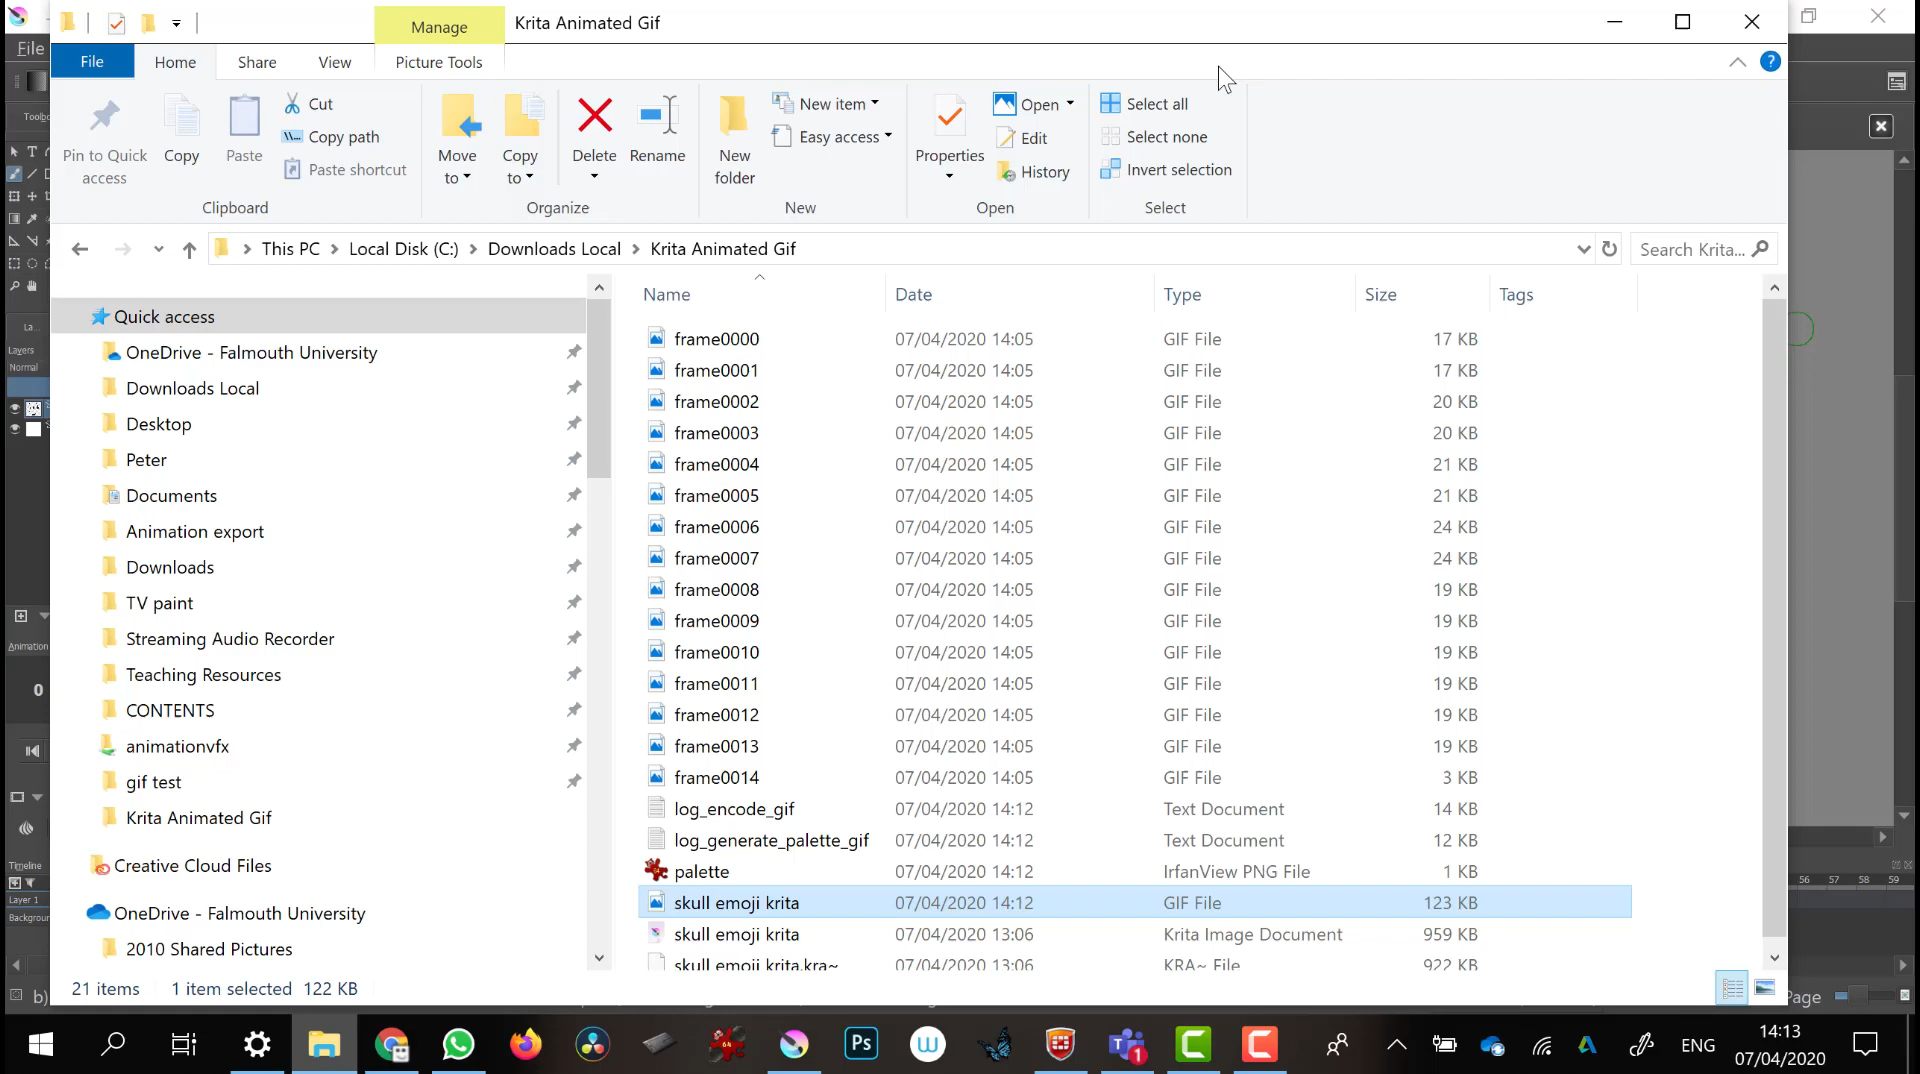 Manage
Krita Animated Gif
File
File
Home
Share
View
Picture Tools
Pin to Quick access
Copy
Paste
Cut
Copy path
Paste shortcut
Clipboard
Move to
Copy to
Delete
Rename
Organize
New folder
New item
Easy access
New
Properties
Open
Edit
History
Open
Select all
Select none
Invert selection
Select
This PC
Local Disk (C:)
Downloads Local
Krita Animated Gif
Search Krita...
Quick access
OneDrive - Falmouth University
Downloads Local
Desktop
Peter
Documents
Animation export
Downloads
TV paint
Streaming Audio Recorder
Teaching Resources
CONTENTS
animationvfx
gif test
Krita Animated Gif
Creative Cloud Files
OneDrive - Falmouth University
2010 Shared Pictures
Name Date Type Size Tags
frame0000 07/04/2020 14:05 GIF File 17 KB
frame0001 07/04/2020 14:05 GIF File 17 KB
frame0002 07/04/2020 14:05 GIF File 20 KB
frame0003 07/04/2020 14:05 GIF File 20 KB
frame0004 07/04/2020 14:05 GIF File 21 KB
frame0005 07/04/2020 14:05 GIF File 21 KB
frame0006 07/04/2020 14:05 GIF File 24 KB
frame0007 07/04/2020 14:05 GIF File 24 KB
frame0008 07/04/2020 14:05 GIF File 19 KB
frame0009 07/04/2020 14:05 GIF File 19 KB
frame0010 07/04/2020 14:05 GIF File 19 KB
frame0011 07/04/2020 14:05 GIF File 19 KB
frame0012 07/04/2020 14:05 GIF File 19 KB
frame0013 07/04/2020 14:05 GIF File 19 KB
frame0014 07/04/2020 14:05 GIF File 3 KB
log_encode_gif 07/04/2020 14:12 Text Document 14 KB
log_generate_palette_gif 07/04/2020 14:12 Text Document 12 KB
palette 07/04/2020 14:12 IrfanView PNG File 1 KB
skull emoji krita 07/04/2020 14:12 GIF File 123 KB
skull emoji krita 07/04/2020 13:06 Krita Image Document 959 KB
skull emoji krita.kra~ 07/04/2020 13:06 KRA~ File 922 KB
21 items 1 item selected 122 KB
Toolbo
La...
Layers
Normal
Animation
0
Timeline
Layer 1
Backgroun
b)
56 57 58 59
Page
Ps
64
T
1
ENG
14:13
07/04/2020